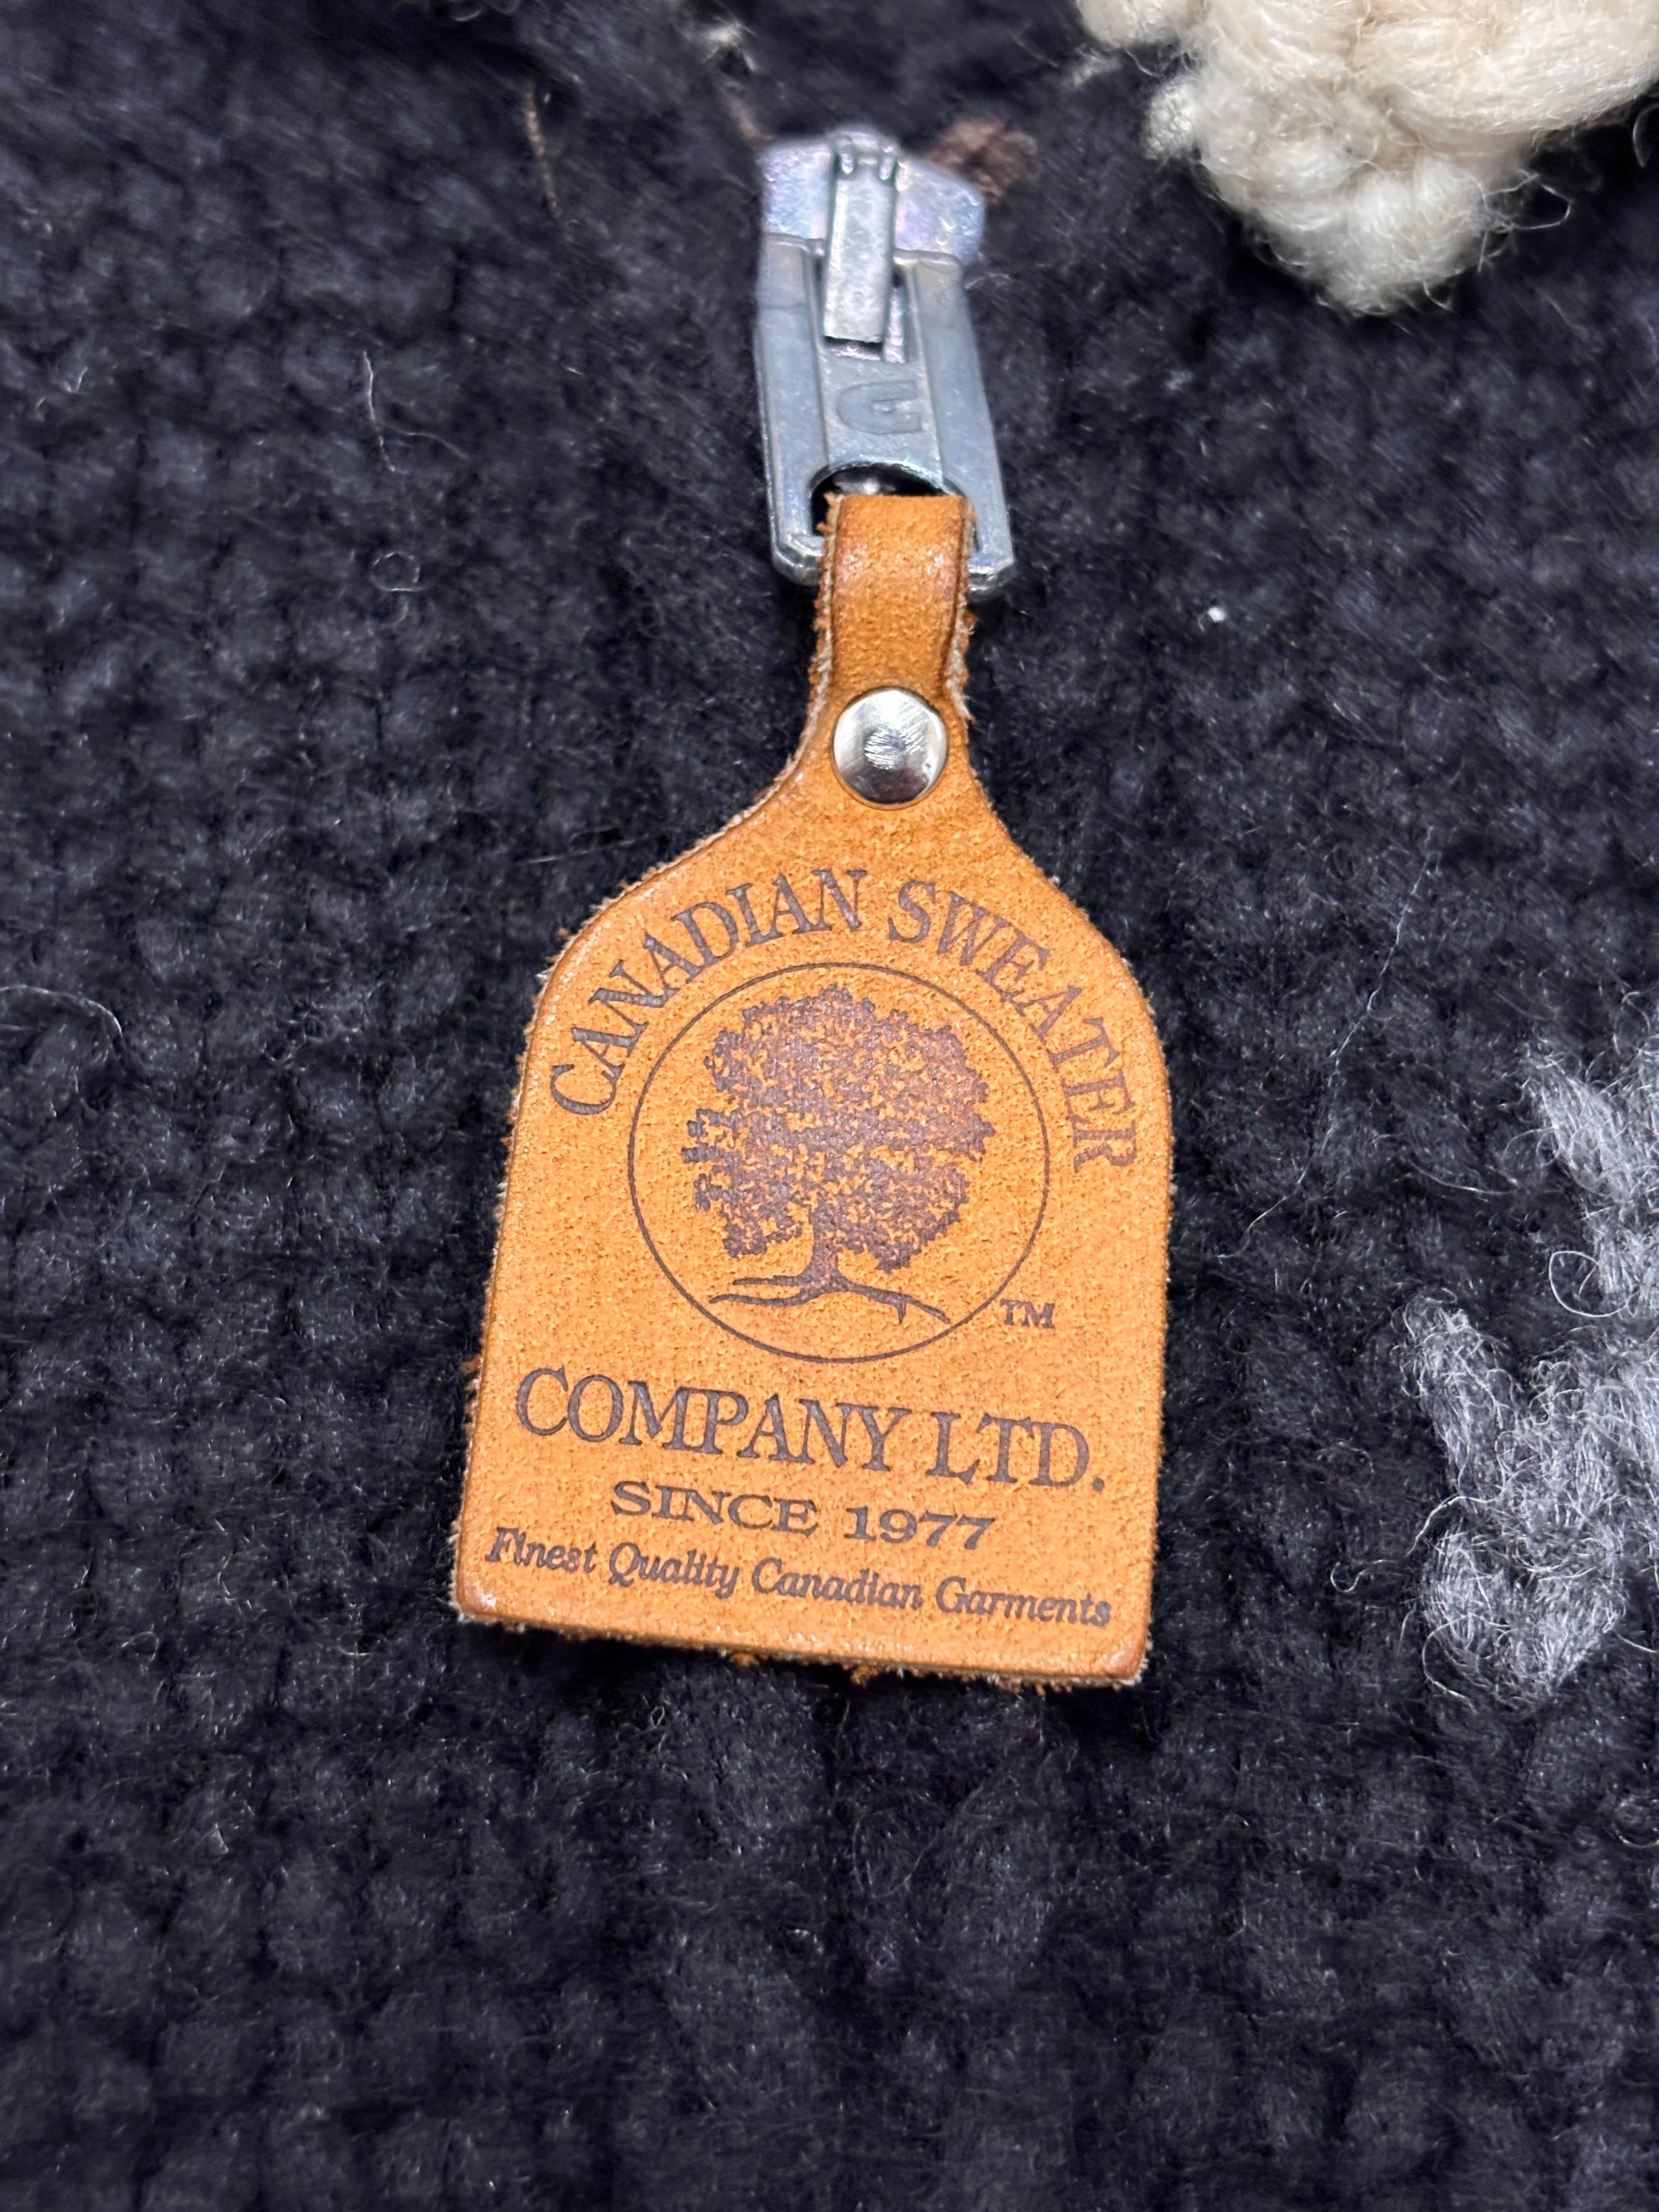 CANADIAN SWEATER
TM
COMPANY LTD.
SINCE 1977
Finest Quality Canadian Garments